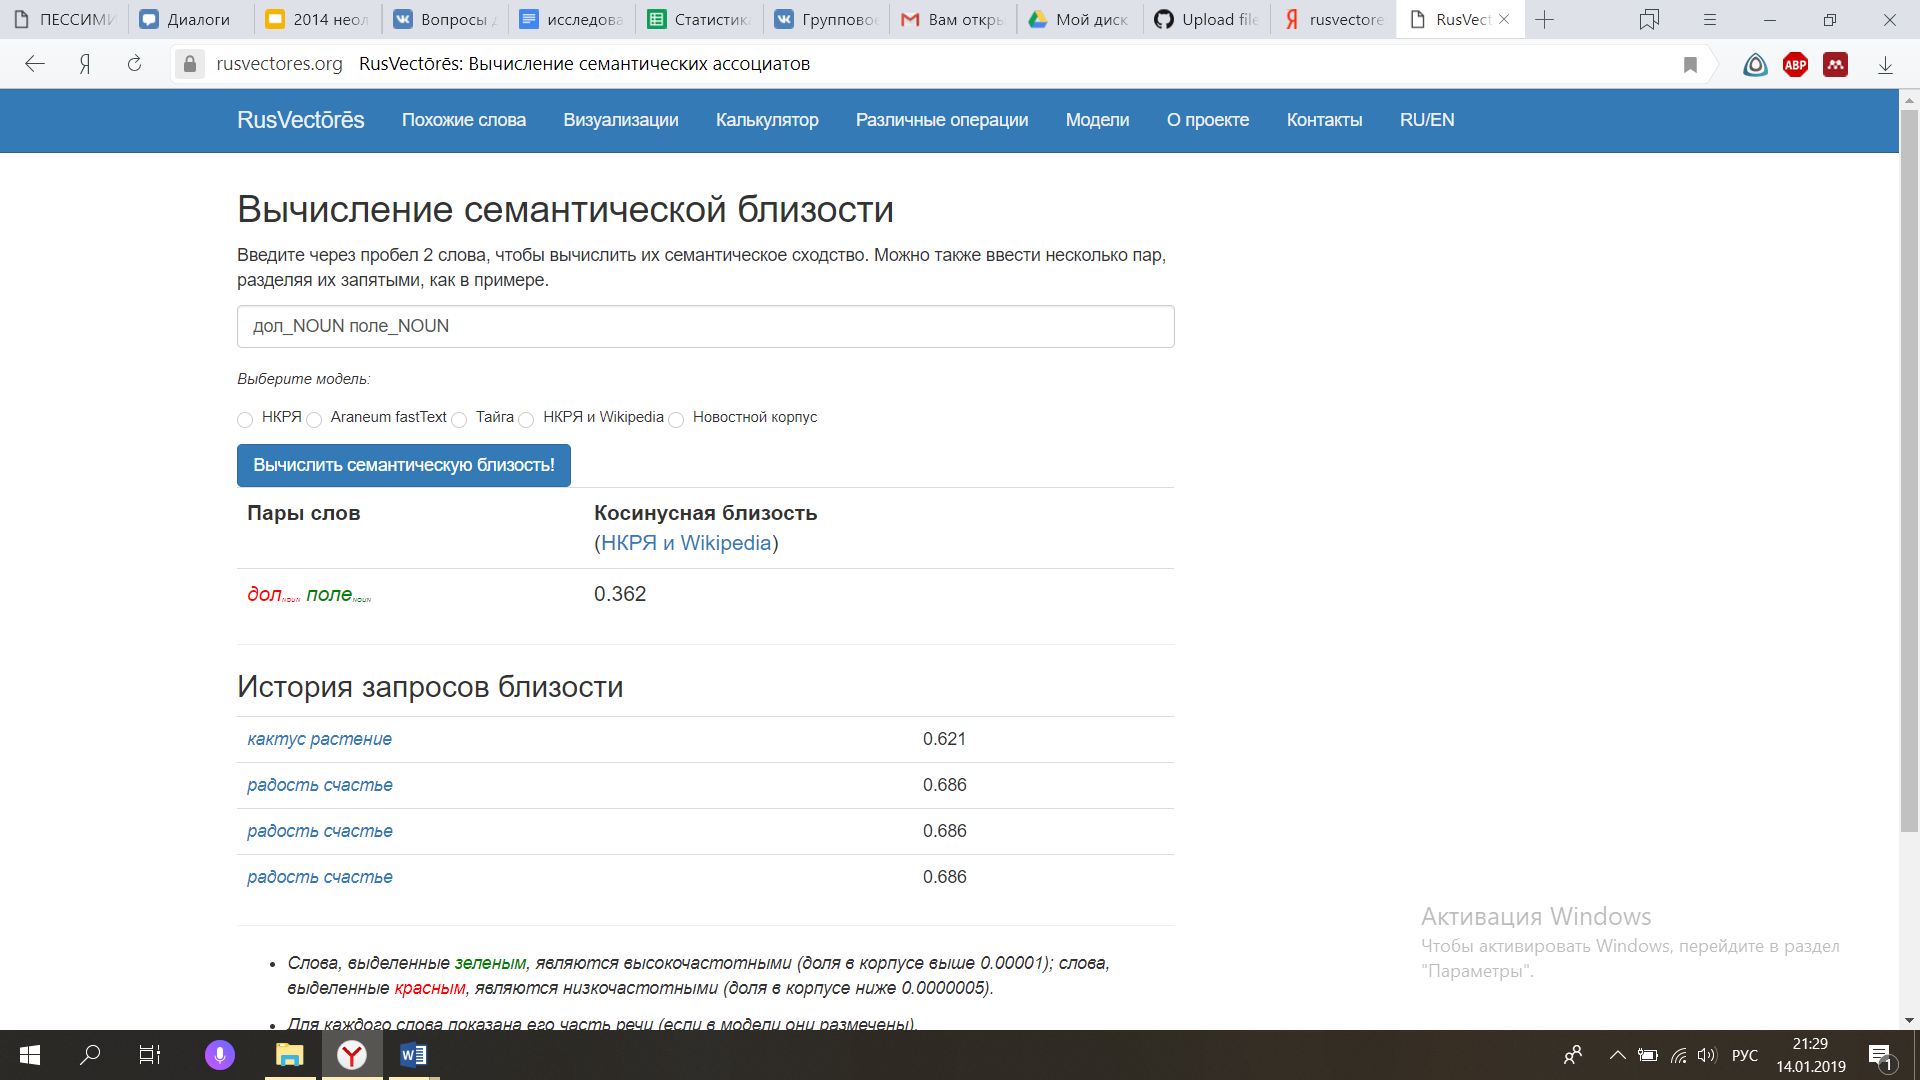 ПЕССИМИ
Диалоги
2014 неол
Вопросы д
исследова
Статистика
Групповое
Вам откры
Мой диск
Upload file
rusvectore
RusVect
rusvectores.org RusVectōrēs: Вычисление семантических ассоциатов
ABP
RusVectōrēs Похожие слова Визуализации Калькулятор Различные операции Модели О проекте Контакты RU/EN
Вычисление семантической близости
Введите через пробел 2 слова, чтобы вычислить их семантическое сходство. Можно также ввести несколько пар,
разделяя их запятыми, как в примере.
дол_NOUN поле_NOUN
Выберите модель:
НКРЯ Araneum fastText Тайга НКРЯ и Wikipedia Новостной корпус
Вычислить семантическую близость!
Пары слов Косинусная близость
(НКРЯ и Wikipedia)
дол NOUN поле NOUN 0.362
История запросов близости
кактус растение 0.621
радость счастье 0.686
радость счастье 0.686
радость счастье 0.686
Активация Windows
Чтобы активировать Windows, перейдите в раздел
"Параметры".
• Слова, выделенные зеленым, являются высокочастотными (доля в корпусе выше 0.00001); слова,
выделенные красным, являются низкочастотными (доля в корпусе ниже 0.0000005).
• Для каждого слова показана его часть речи (если в модели они размечены).
РУС
21:29
14.01.2019
1